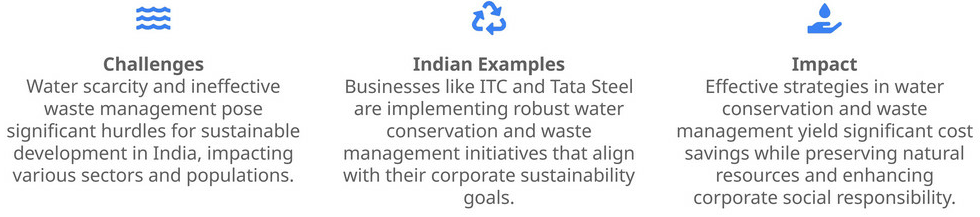 Challenges
Water scarcity and ineffective
waste management pose
significant hurdles for sustainable
development in India, impacting
various sectors and populations.
Indian Examples
Businesses like ITC and Tata Steel
are implementing robust water
conservation and waste
management initiatives that align
with their corporate sustainability
goals.
Impact
Effective strategies in water
conservation and waste
management yield significant cost
savings while preserving natural
resources and enhancing
corporate social responsibility.